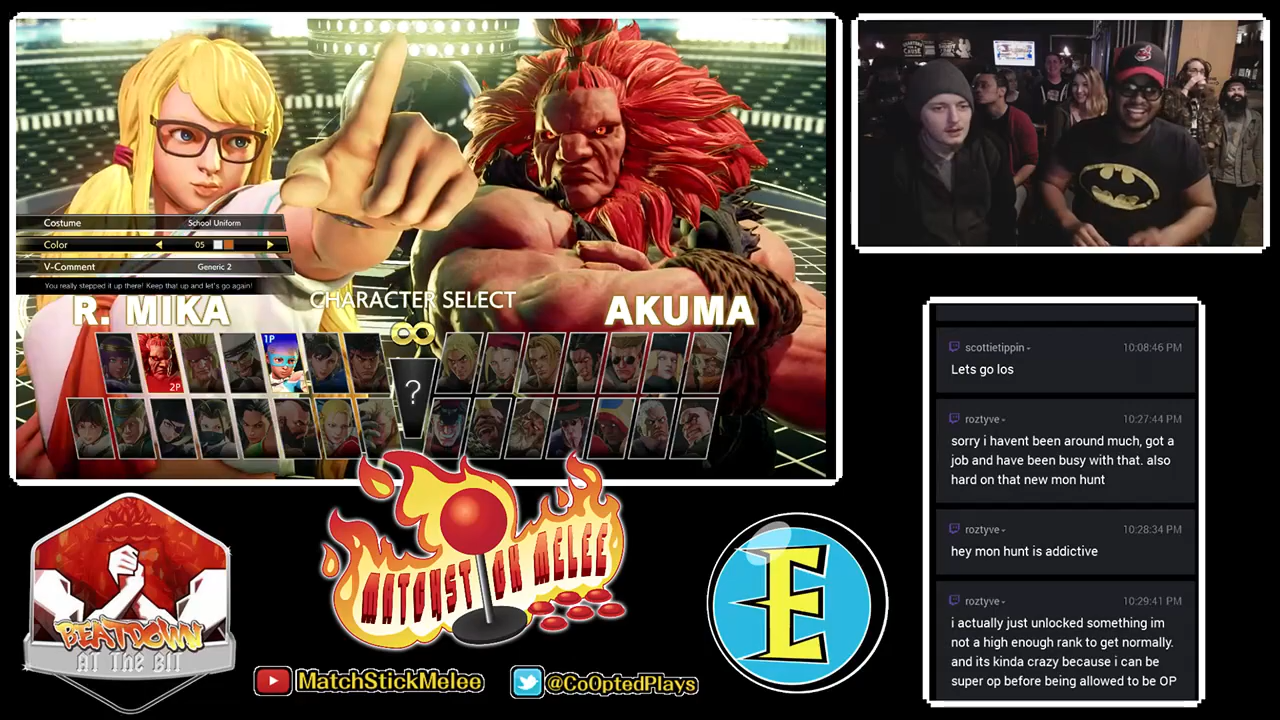 Costume School Uniform
Color 05
V-Comment Generic 2
You really stepped it up there! Keep that up and let's go again!
R. MIKA
CHARACTER SELECT
AKUMA
1P
2P
?
scottietippin
10:08:46 PM
Lets go los
roztyve
10:27:44 PM
sorry i havent been around much, got a
job and have been busy with that. also
hard on that new mon hunt
roztyve
10:28:34 PM
hey mon hunt is addictive
roztyve
10:29:41 PM
i actually just unlocked something im
not a high enough rank to get normally.
and its kinda crazy because i can be
super op before being allowed to be OP
BEATDOWN
AT THE BIT
MATCHSTICK MELEE
E
MatchStickMelee
@CoOptedPlays